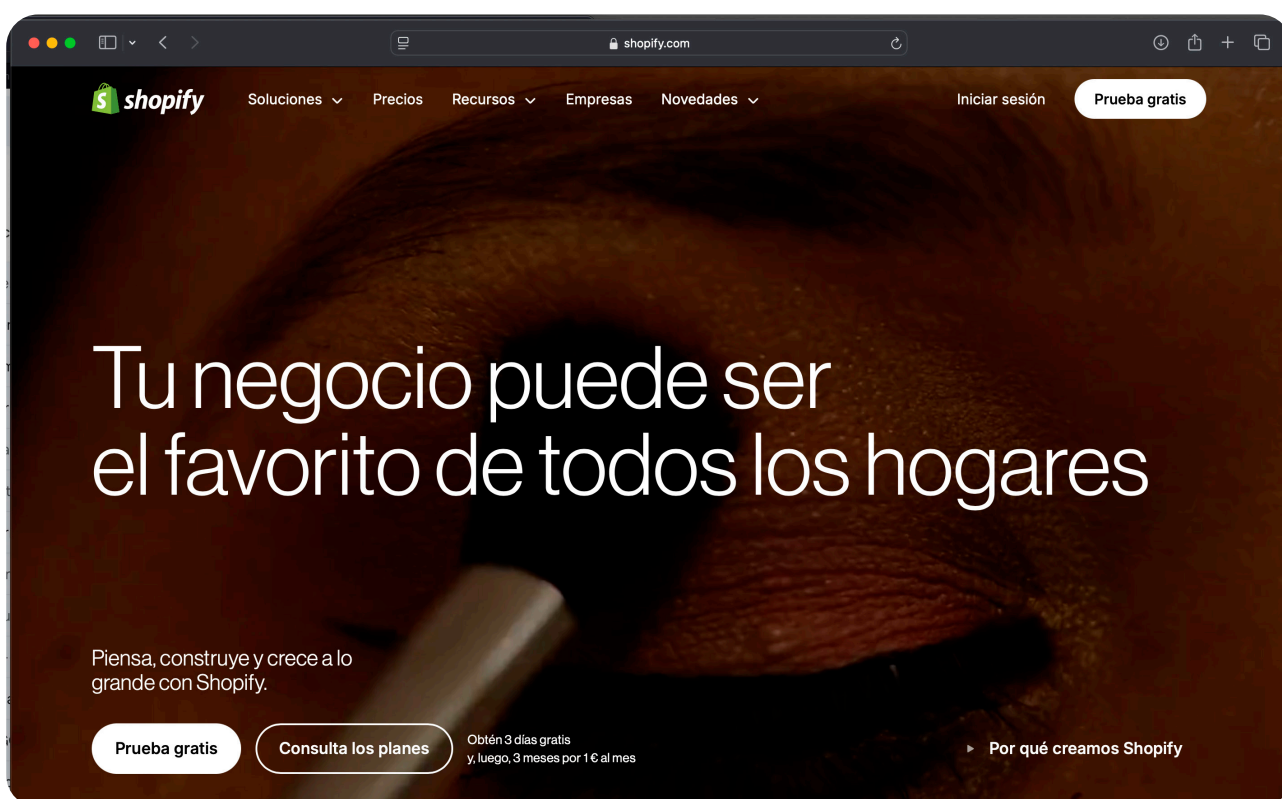 shopify.com
shopify
Soluciones
Precios
Recursos
Empresas
Novedades
Iniciar sesión
Prueba gratis
Tu negocio puede ser
el favorito de todos los hogares
Piensa, construye y crece a lo
grande con Shopify.
Prueba gratis
Consulta los planes
Obtén 3 días gratis
y, luego, 3 meses por 1 € al mes
Por qué creamos Shopify